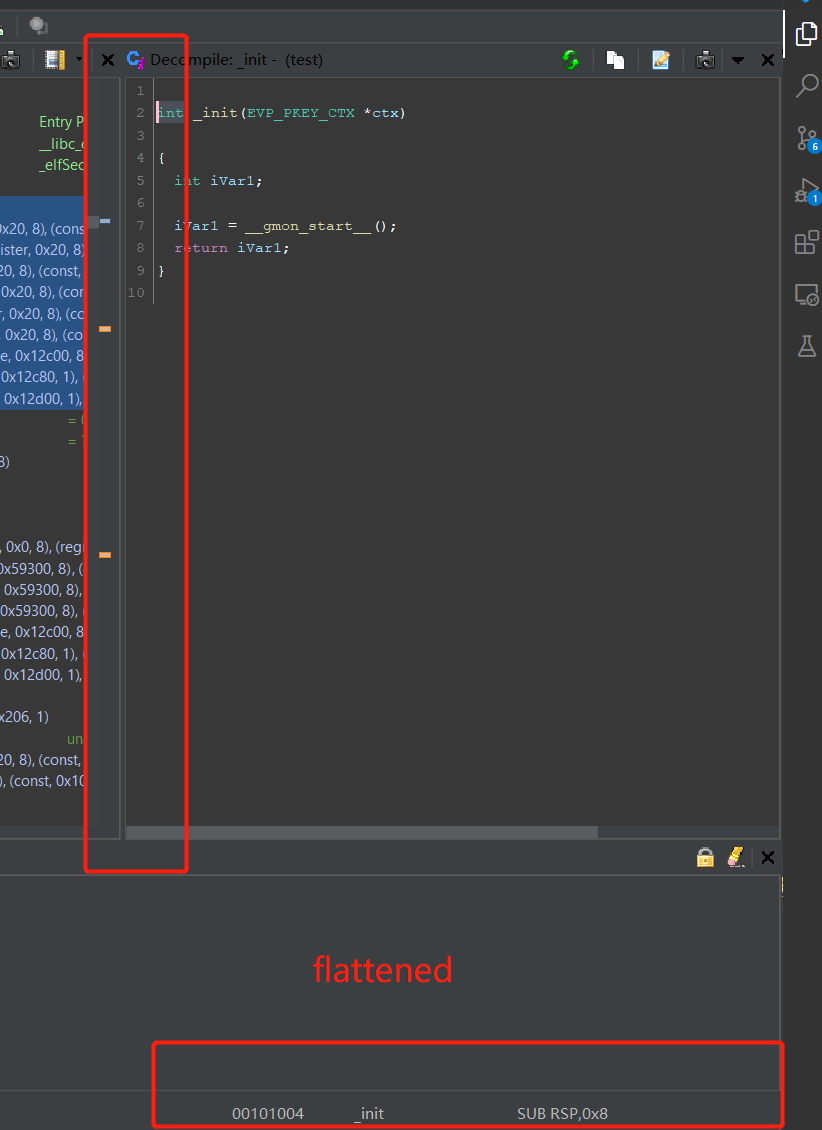 Decompile: _init - (test)
Entry P
__libc_
_elfSec
0x20, 8), (cons
ister, 0x20, 8)
20, 8), (const,
0x20, 8), (con
, 0x20, 8), (co
0x20, 8), (co
e, 0x12c00, 8
0x12c80, 1), (
0x12d00, 1),
=
=
8)
, 0x0, 8), (regi
0x59300, 8), (
0x59300, 8),
0x59300, 8),
e, 0x12c00, 8
0x12c80, 1), (
0x12d00, 1),
x206, 1)
un
20, 8), (const,
), (const, 0x10
1
2 int _init(EVP_PKEY_CTX *ctx)
3
4 {
5 int iVar1;
6
7 iVar1 = __gmon_start__();
8 return iVar1;
9 }
10
6
1
flattened
00101004 _init SUB RSP,0x8